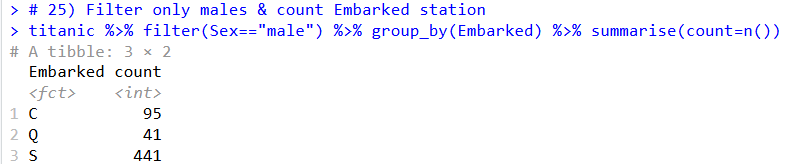 > # 25) Filter only males & count Embarked station
> titanic %>% filter(Sex=="male") %>% group_by(Embarked) %>% summarise(count=n())
# A tibble: 3 × 2
  Embarked count
  <fct>    <int>
1 C           95
2 Q           41
3 S          441